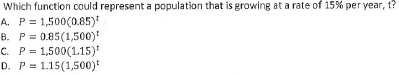 Which function could represent a population that is growing at a rate of 15% per year, t?
A. P = 1,500(0.85)ᵗ
B. P = 0.85(1,500)ᵗ
C. P = 1,500(1.15)ᵗ
D. P = 1.15(1,500)ᵗ